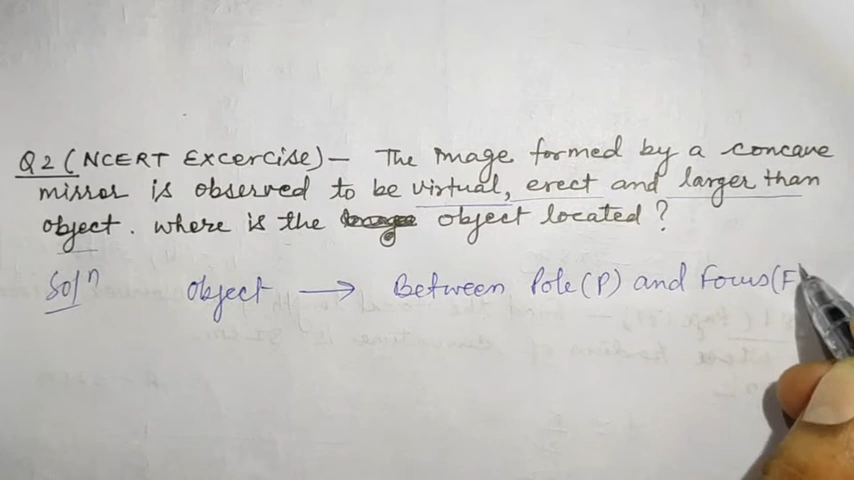 Q2 (NCERT Excercise) - The Image formed by a concave
mirror is observed to be virtual, erect and larger than
object. where is the object located?
Solⁿ object → Between Pole(P) and Focus(F